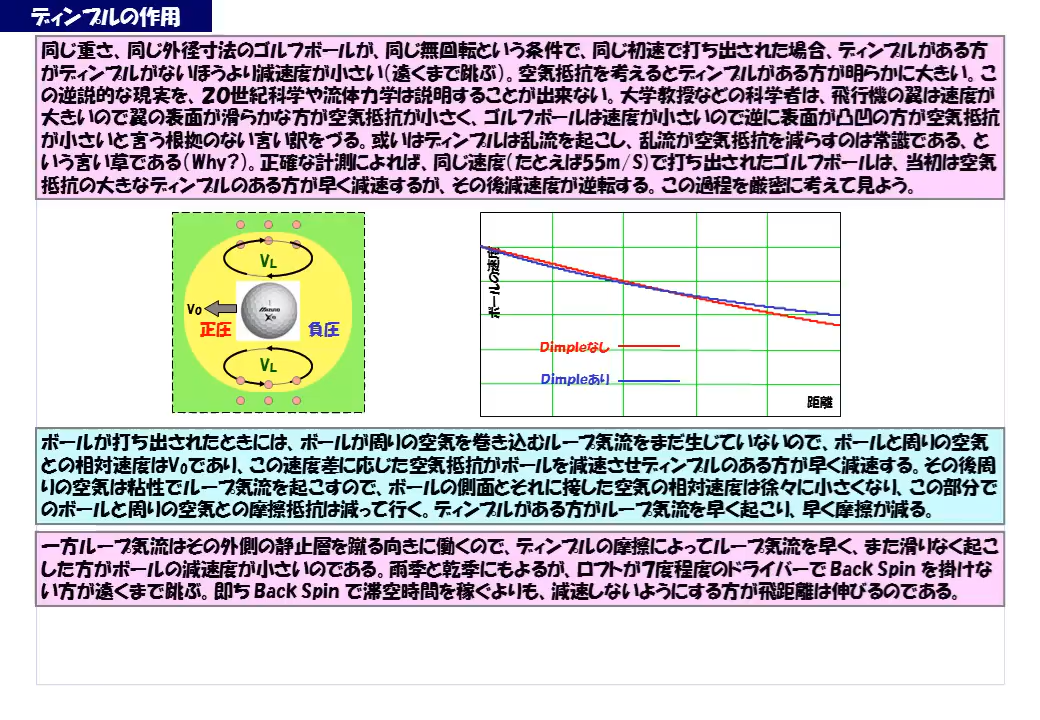 ディンプルの作用
同じ重さ、同じ外径寸法のゴルフボールが、同じ無回転という条件で、同じ初速で打ち出された場合、ディンプルがある方
がディンプルがないほうより減速度が小さい(遠くまで跳ぶ)。空気抵抗を考えるとディンプルがある方が明らかに大きい。こ
の逆説的な現実を、20世紀科学や流体力学は説明することが出来ない。大学教授などの科学者は、飛行機の翼は速度が
大きいので翼の表面が滑らかな方が空気抵抗が小さく、ゴルフボールは速度が小さいので逆に表面が凸凹の方が空気抵抗
が小さいと言う根拠のない言い訳をづる。或いはディンプルは乱流を起こし、乱流が空気抵抗を減らすのは常識である、と
いう言い草である(Why?)。正確な計測によれば、同じ速度(たとえば55m/S)で打ち出されたゴルフボールは、当初は空気
抵抗の大きなディンプルのある方が早く減速するが、その後減速度が逆転する。この過程を厳密に考えて見よう。
VL
V0
MIZUNO
正圧
負圧
VL
ボールの速度
Dimpleなし
Dimpleあり
距離
ボールが打ち出されたときには、ボールが周りの空気を巻き込むループ気流をまだ生じていないので、ボールと周りの空気
との相対速度はV0であり、この速度差に応じた空気抵抗がボールを減速させディンプルのある方が早く減速する。その後周
りの空気は粘性でループ気流を起こすので、ボールの側面とそれに接した空気の相対速度は徐々に小さくなり、この部分で
のボールと周りの空気との摩擦抵抗は減って行く。ディンプルがある方がループ気流を早く起こり、早く摩擦が減る。
一方ループ気流はその外側の静止層を蹴る向きに働くので、ディンプルの摩擦によってループ気流を早く、また滑りなく起こ
した方がボールの減速度が小さいのである。雨季と乾季にもよるが、ロフトが7度程度のドライバーでBack Spinを掛けな
い方が遠くまで跳ぶ。即ちBack Spinで滞空時間を稼ぐよりも、減速しないようにする方が飛距離は伸びるのである。